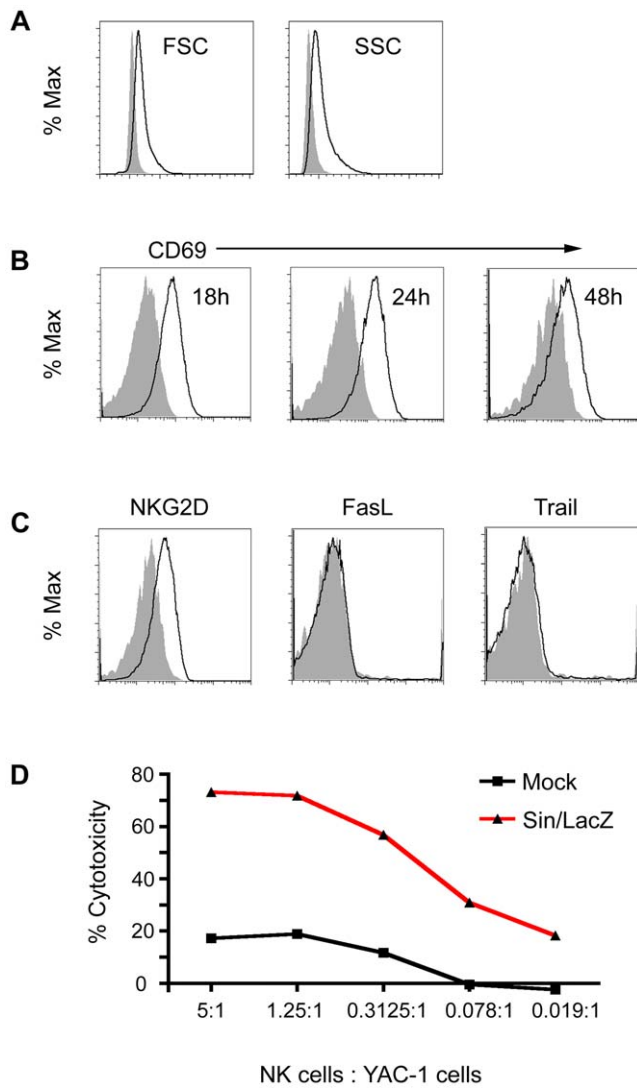 A
FSC
SSC
% Max
CD69
B
18h
24h
48h
% Max
NKG2D
FasL
Trail
C
% Max
D
80
60
40
20
0
% Cytotoxicity
Mock
Sin/LacZ
5:1
1.25:1
0.3125:1
0.078:1
0.019:1
NK cells : YAC-1 cells